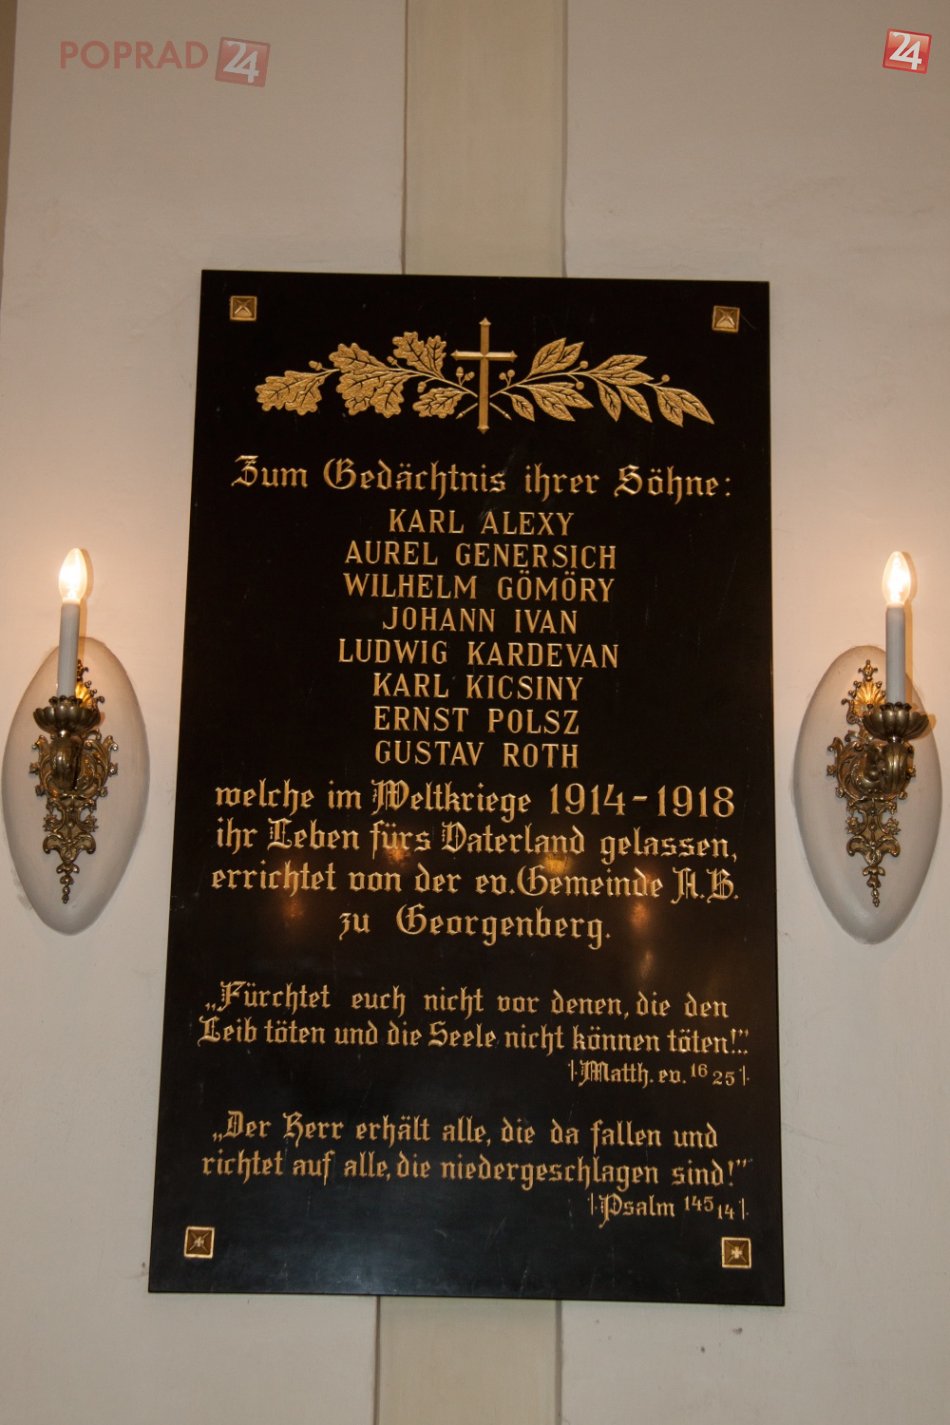 POPRAD 24
24
Zum Gedächtnis ihrer Söhne:
KARL ALEXY
AUREL GENERSICH
WILHELM GÖMÖRY
JOHANN IVAN
LUDWIG KARDEVAN
KARL KICSINY
ERNST POLSZ
GUSTAV ROTH
welche im Weltkriege 1914-1918
ihr Leben fürs Vaterland gelassen,
errichtet von der ev. Gemeinde A.B.
zu Georgenberg.
„Fürchtet euch nicht vor denen, die den
Leib töten und die Seele nicht können töten!"
|Matth. ev. 16 25|
„Der Herr erhält alle, die da fallen und
richtet auf alle, die niedergeschlagen sind!"
|Psalm 145 14|